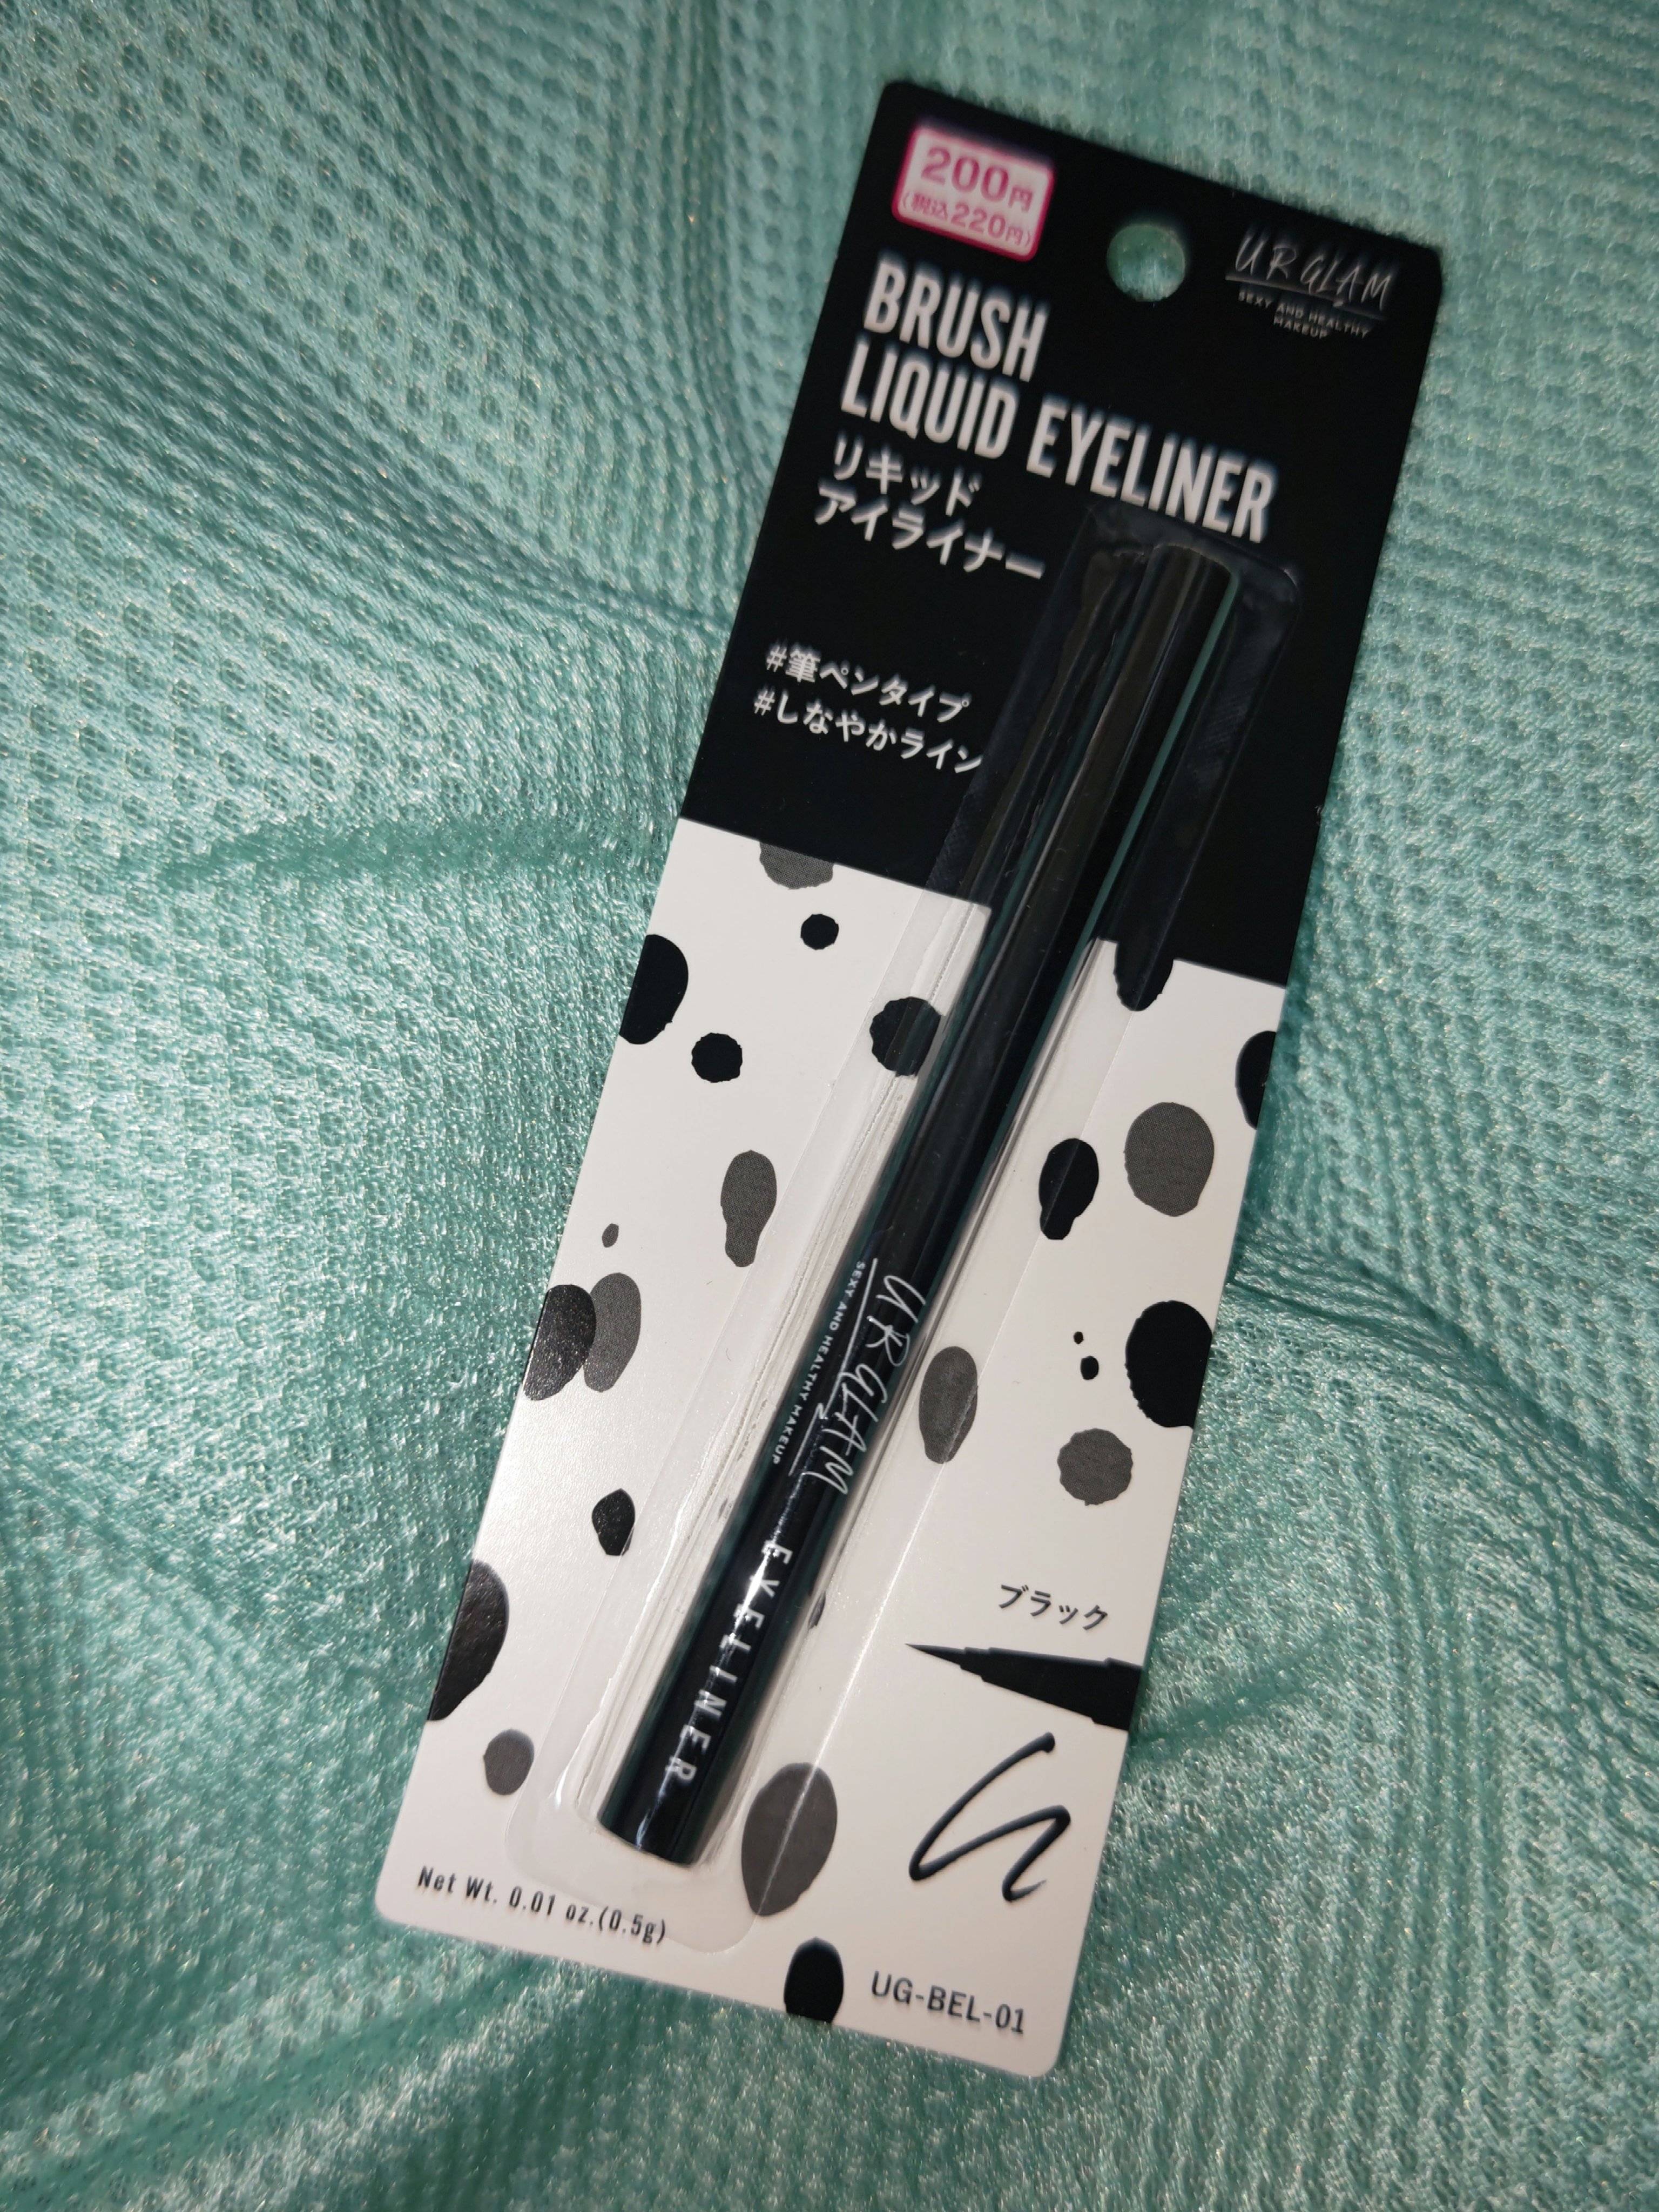 200円
(税込220円)
UR GLAM
SEXY AND HEALTHY
MAKEUP
BRUSH
LIQUID EYELINER
リキッド
アイライナー
#筆ペンタイプ
#しなやかライン
UR GLAM
SEXY AND HEALTHY MAKEUP
EYELINER
ブラック
Net Wt. 0.01 oz.(0.5g)
UG-BEL-01